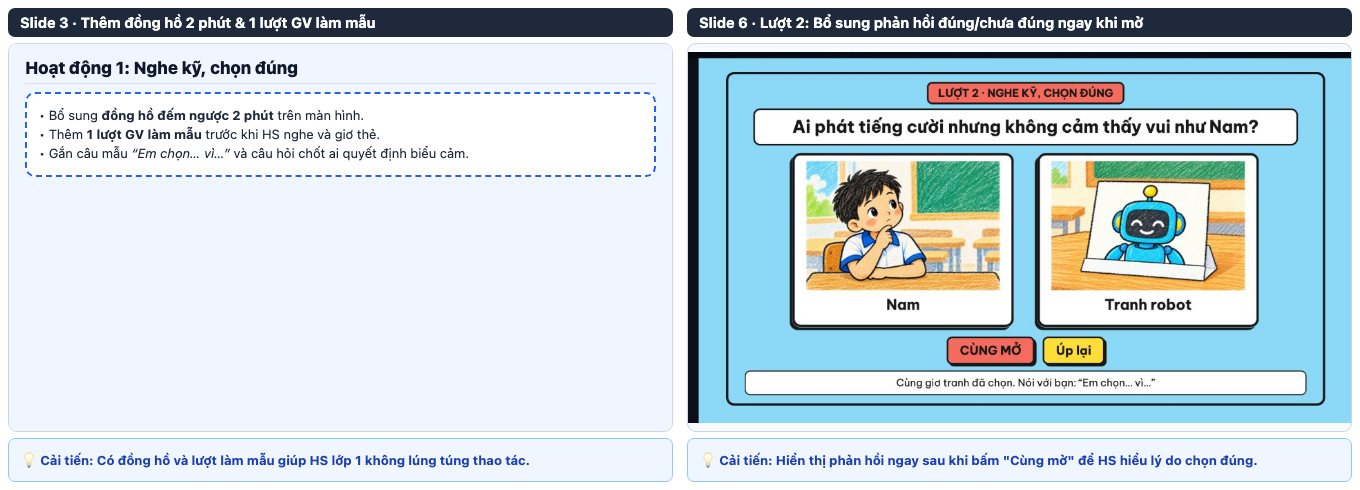 Slide 3 · Thêm đồng hồ 2 phút & 1 lượt GV làm mẫu
Hoạt động 1: Nghe kỹ, chọn đúng
• Bổ sung đồng hồ đếm ngược 2 phút trên màn hình.
• Thêm 1 lượt GV làm mẫu trước khi HS nghe và giơ thẻ.
• Gắn câu mẫu “Em chọn… vì…” và câu hỏi chốt ai quyết định biểu cảm.
💡 Cải tiến: Có đồng hồ và lượt làm mẫu giúp HS lớp 1 không lúng túng thao tác.
Slide 6 · Lượt 2: Bổ sung phản hồi đúng/chưa đúng ngay khi mở
LƯỢT 2 · NGHE KỸ, CHỌN ĐÚNG
Ai phát tiếng cười nhưng không cảm thấy vui như Nam?
Nam
Tranh robot
CÙNG MỞ
Úp lại
Cùng giơ tranh đã chọn. Nói với bạn: “Em chọn… vì…”
💡 Cải tiến: Hiển thị phản hồi ngay sau khi bấm "Cùng mở" để HS hiểu lý do chọn đúng.